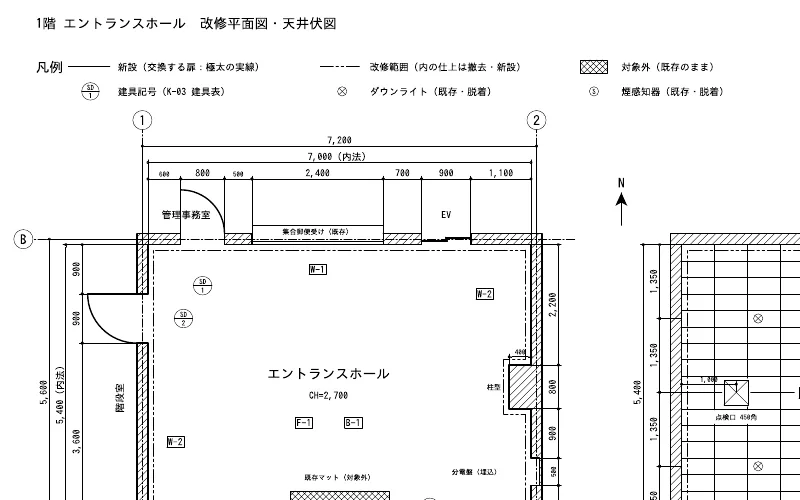 1階 エントランスホール 改修平面図・天井伏図
凡例
新設（交換する扉：極太の実線）
改修範囲（内の仕上は撤去・新設）
対象外（既存のまま）
SD
1
建具記号（K-03 建具表）
ダウンライト（既存・脱着）
S
煙感知器（既存・脱着）
1
2
7,200
7,000（内法）
600
800
500
2,400
700
900
1,100
N
管理事務室
EV
集合郵便受け（既存）
B
900
W-1
SD
1
W-2
1,350
2,200
SD
2
900
400
1,350
エントランスホール
1,000
柱型
800
5,600
5,400（内法）
CH=2,700
5,400
階段室
点検口 450角
F-1
B-1
1,350
W-2
900
3,600
分電盤（埋込）
500
既存マット（対象外）